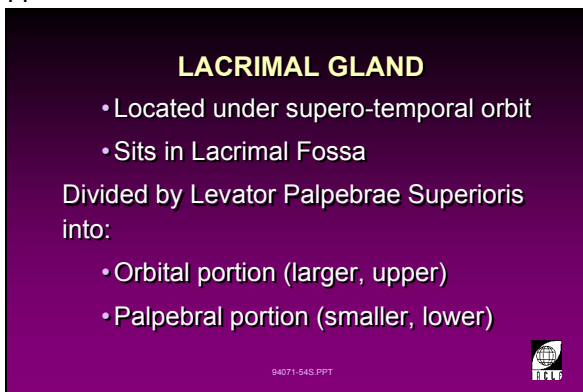 LACRIMAL GLAND
• Located under supero-temporal orbit
• Sits in Lacrimal Fossa
Divided by Levator Palpebrae Superioris
into:
• Orbital portion (larger, upper)
• Palpebral portion (smaller, lower)
94071-54S.PPT